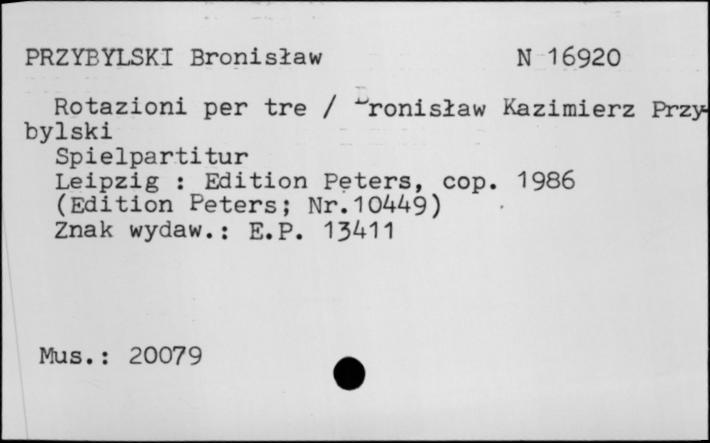 PRZYBYLSKI Bronisław N 16920
Rotazioni per tre / Bronisław Kazimierz Przy-
bylski
Spielpartitur
Leipzig : Edition Peters, cop. 1986
(Edition Peters; Nr.10449)
Znak wydaw.: E.P. 13411
Mus.: 20079